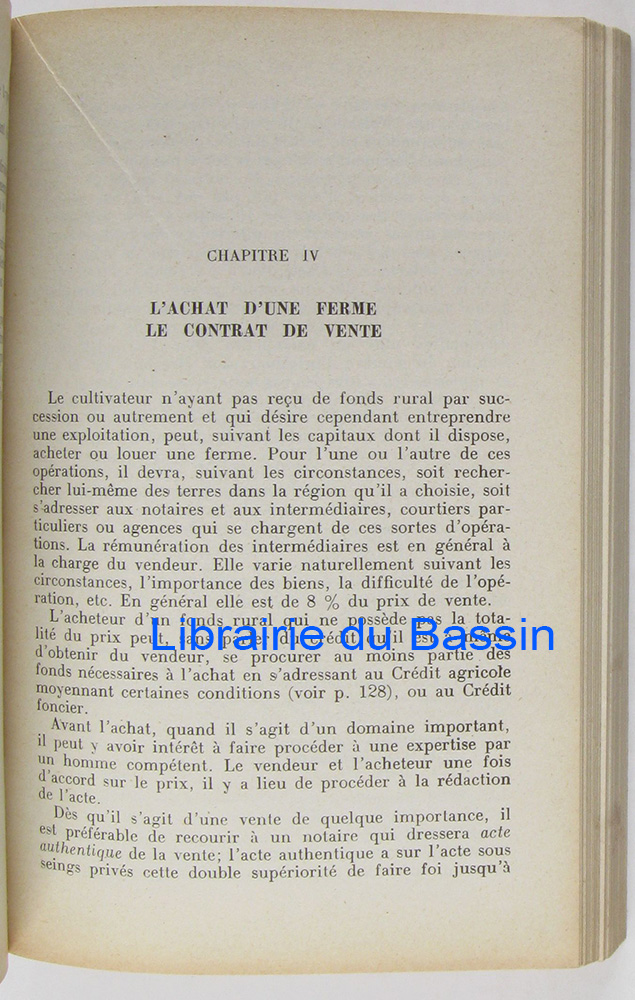 CHAPITRE IV
L'ACHAT D'UNE FERME
LE CONTRAT DE VENTE
Le cultivateur n'ayant pas reçu de fonds rural par suc-
cession ou autrement et qui désire cependant entreprendre
une exploitation, peut, suivant les capitaux dont il dispose,
acheter ou louer une ferme. Pour l'une ou l'autre de ces
opérations, il devra, suivant les circonstances, soit recher-
cher lui-même des terres dans la région qu'il a choisie, soit
s'adresser aux notaires et aux intermédiaires, courtiers par-
ticuliers ou agences qui se chargent de ces sortes d'opéra-
tions. La rémunération des intermédiaires est en général à
la charge du vendeur. Elle varie naturellement suivant les
circonstances, l'importance des biens, la difficulté de l'opé-
ration, etc. En général elle est de 8 % du prix de vente.
L'acheteur d'un fonds rural qui ne possède pas la tota-
lité du prix peut, sans parler du crédit qu'il est à même
Librairie du Bassin
d'obtenir du vendeur, se procurer au moins partie des
fonds nécessaires à l'achat en s'adressant au Crédit agricole
moyennant certaines conditions (voir p. 128), ou au Crédit
foncier.
Avant l'achat, quand il s'agit d'un domaine important,
il peut y avoir intérêt à faire procéder à une expertise par
un homme compétent. Le vendeur et l'acheteur une fois
d'accord sur le prix, il y a lieu de procéder à la rédaction
de l'acte.
Dès qu'il s'agit d'une vente de quelque importance, il
est préférable de recourir à un notaire qui dressera acte
authentique de la vente; l'acte authentique a sur l'acte sous
seings privés cette double supériorité de faire foi jusqu'à